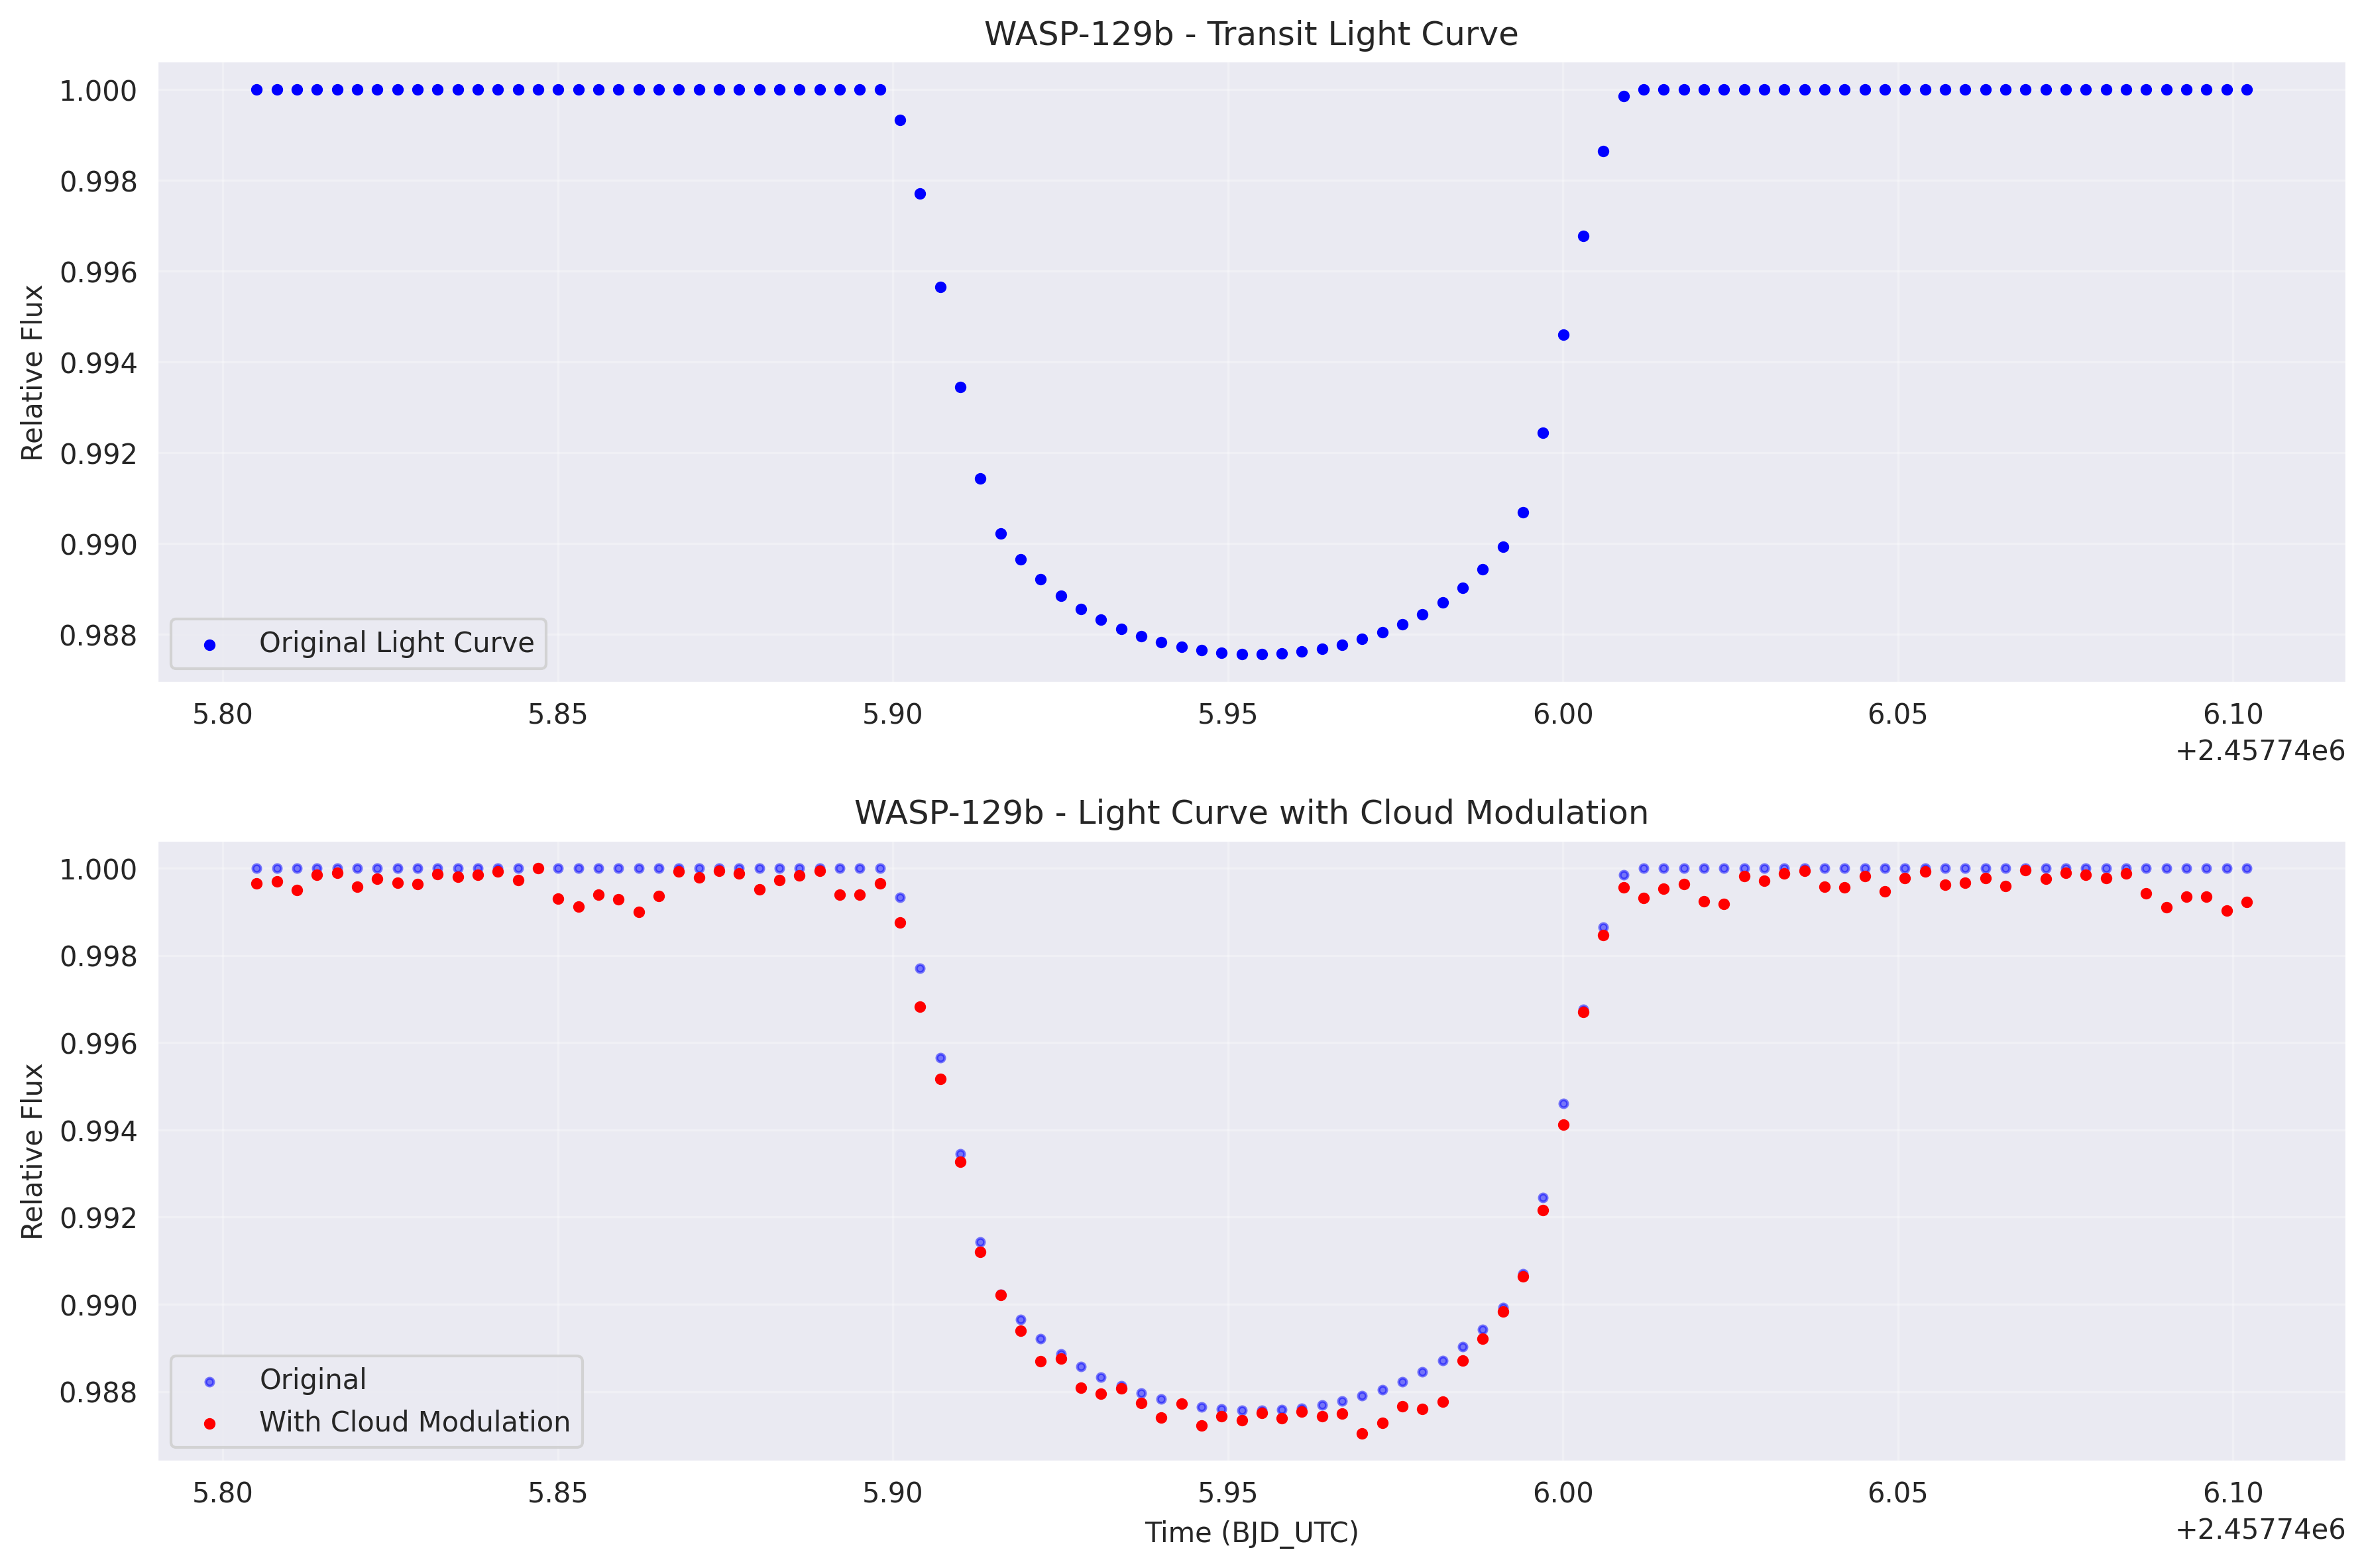 WASP-129b - Transit Light Curve
Relative Flux
1.000
0.998
0.996
0.994
0.992
0.990
0.988
Original Light Curve
5.80 5.85 5.90 5.95 6.00 6.05 6.10
+2.45774e6
WASP-129b - Light Curve with Cloud Modulation
Relative Flux
1.000
0.998
0.996
0.994
0.992
0.990
0.988
Original
With Cloud Modulation
5.80 5.85 5.90 5.95 6.00 6.05 6.10
Time (BJD_UTC)
+2.45774e6